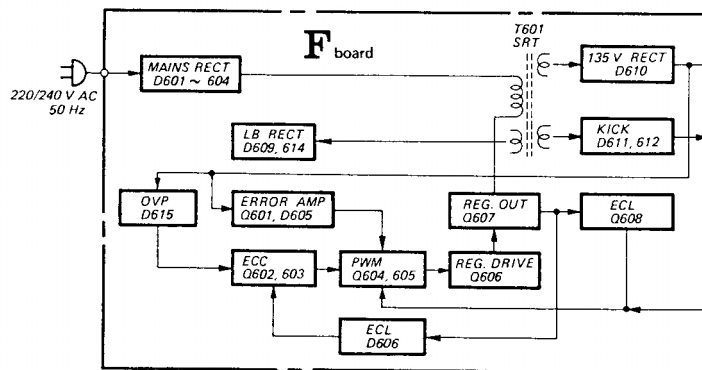 F board
T601
SRT
MAINS RECT
D601 ~ 604
135 V RECT
D610
220/240 V AC
50 Hz
LB RECT
D609, 614
KICK
D611, 612
OVP
D615
ERROR AMP
Q601, D605
REG. OUT
Q607
ECL
Q608
ECC
Q602, 603
PWM
Q604, 605
REG. DRIVE
Q606
ECL
D606